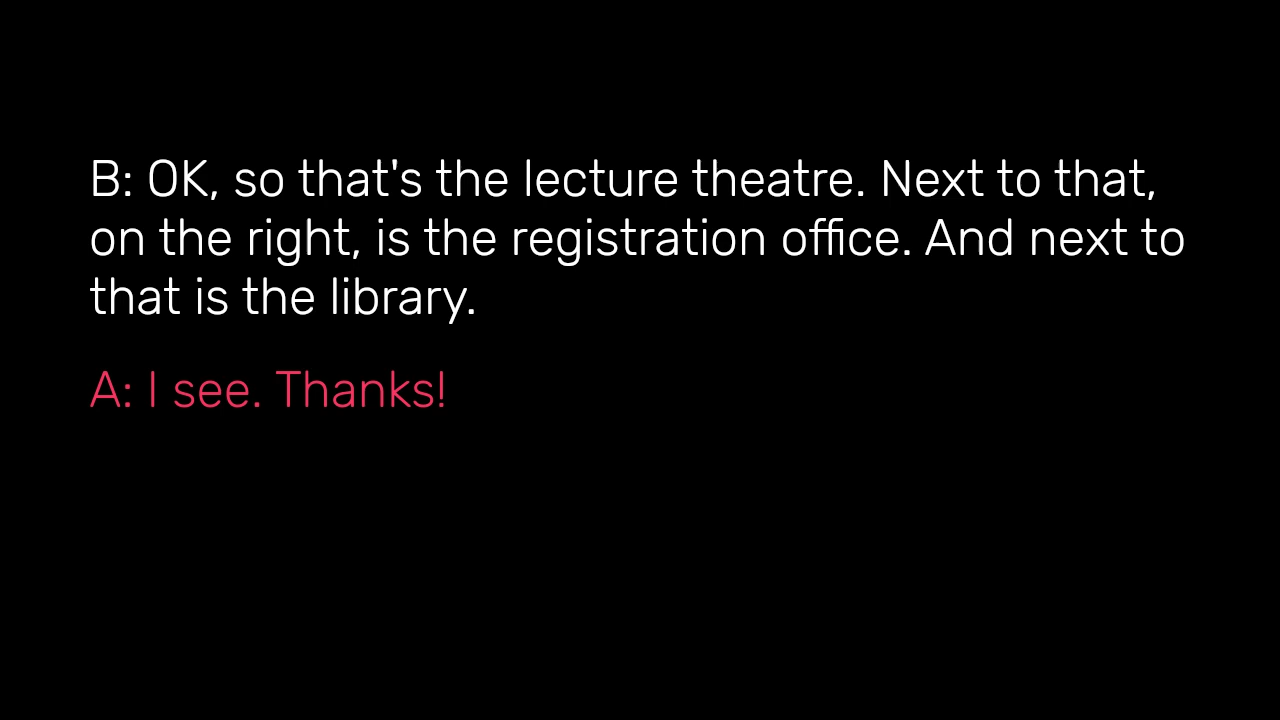 B: OK, so that's the lecture theatre. Next to that,
on the right, is the registration office. And next to
that is the library.
A: I see. Thanks!